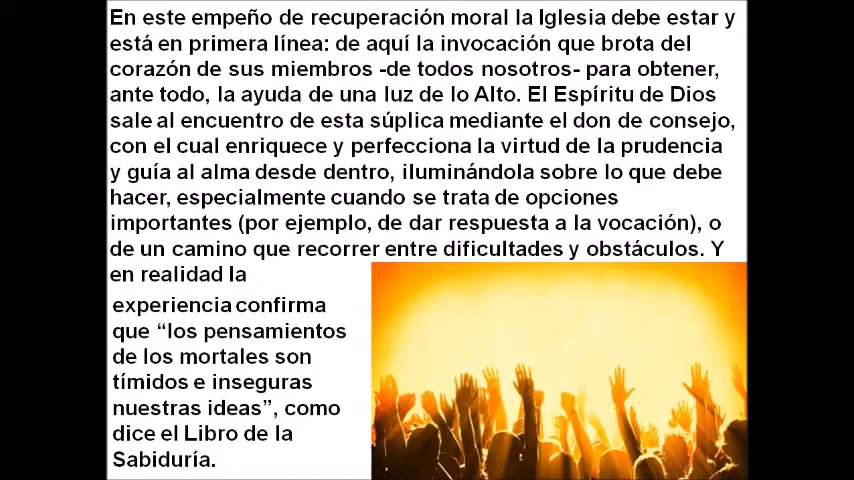 En este empeño de recuperación moral la Iglesia debe estar y
está en primera línea: de aquí la invocación que brota del
corazón de sus miembros -de todos nosotros- para obtener,
ante todo, la ayuda de una luz de lo Alto. El Espíritu de Dios
sale al encuentro de esta súplica mediante el don de consejo,
con el cual enriquece y perfecciona la virtud de la prudencia
y guía al alma desde dentro, iluminándola sobre lo que debe
hacer, especialmente cuando se trata de opciones
importantes (por ejemplo, de dar respuesta a la vocación), o
de un camino que recorrer entre dificultades y obstáculos. Y
en realidad la
experiencia confirma
que “los pensamientos
de los mortales son
tímidos e inseguras
nuestras ideas”, como
dice el Libro de la
Sabiduría.